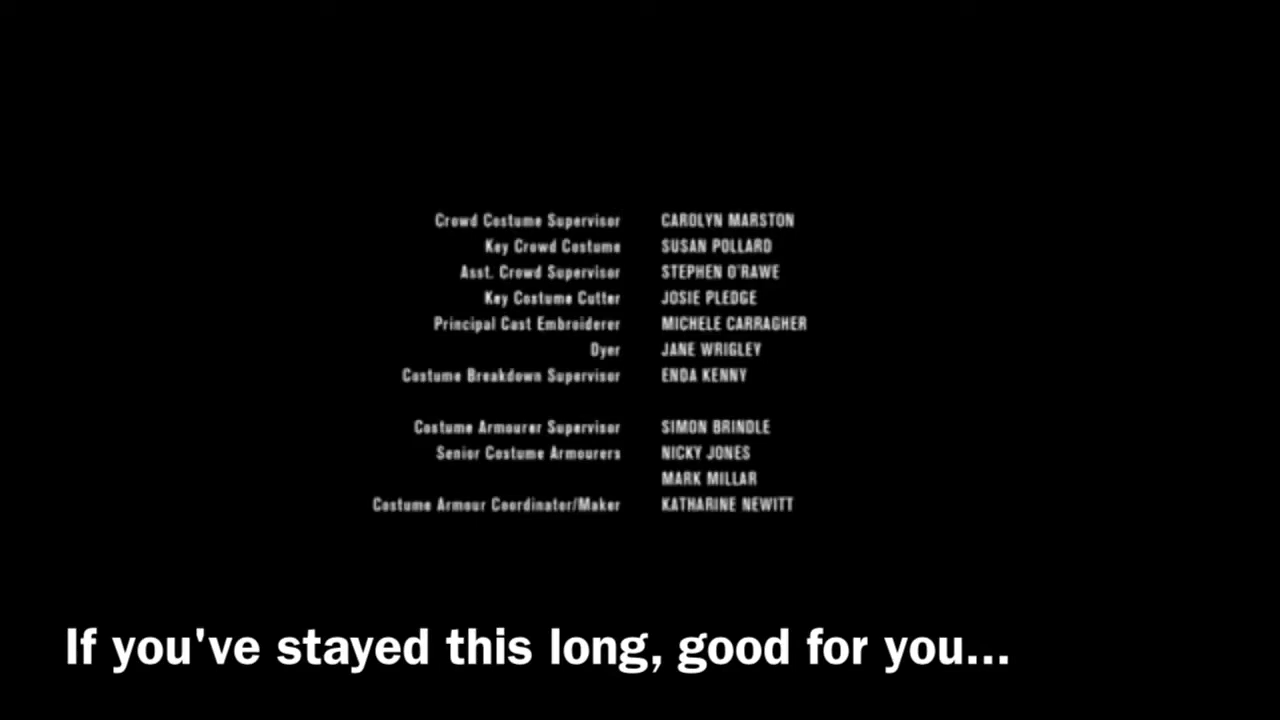 Crowd Costume Supervisor CAROLYN MARSTON
Key Crowd Costume SUSAN POLLARD
Asst. Crowd Supervisor STEPHEN O'RAWE
Key Costume Cutter JOSIE PLEDGE
Principal Cast Embroiderer MICHELE CARRAGHER
Dyer JANE WRIGLEY
Costume Breakdown Supervisor ENDA KENNY
Costume Armourer Supervisor SIMON BRINDLE
Senior Costume Armourers NICKY JONES
MARK MILLAR
Costume Armour Coordinator/Maker KATHARINE NEWITT
If you've stayed this long, good for you...